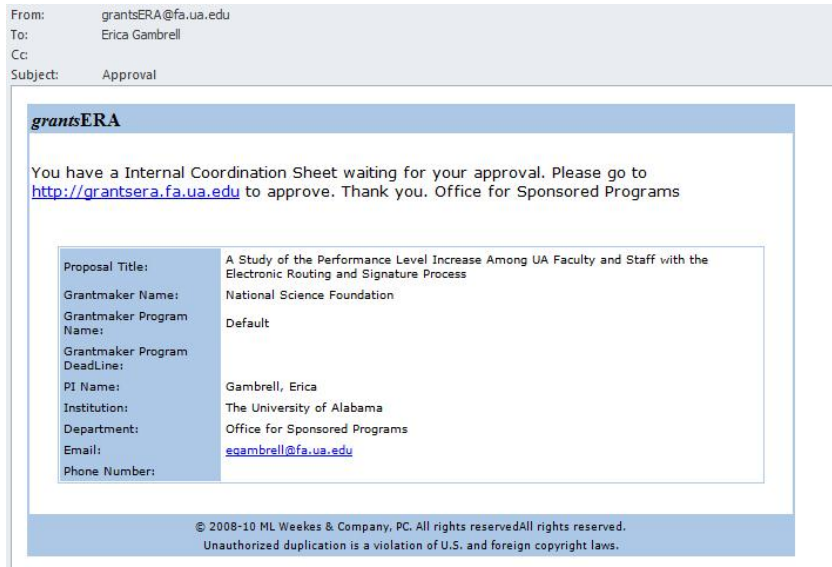 From: grantsERA@fa.ua.edu
To: Erica Gambrell
Cc:
Subject: Approval
grantsERA
You have a Internal Coordination Sheet waiting for your approval. Please go to
http://grantsera.fa.ua.edu to approve. Thank you. Office for Sponsored Programs
Proposal Title: A Study of the Performance Level Increase Among UA Faculty and Staff with the
Electronic Routing and Signature Process
Grantmaker Name: National Science Foundation
Grantmaker Program
Name: Default
Grantmaker Program
DeadLine:
PI Name: Gambrell, Erica
Institution: The University of Alabama
Department: Office for Sponsored Programs
Email: egambrell@fa.ua.edu
Phone Number:
© 2008-10 ML Weekes & Company, PC. All rights reservedAll rights reserved.
Unauthorized duplication is a violation of U.S. and foreign copyright laws.